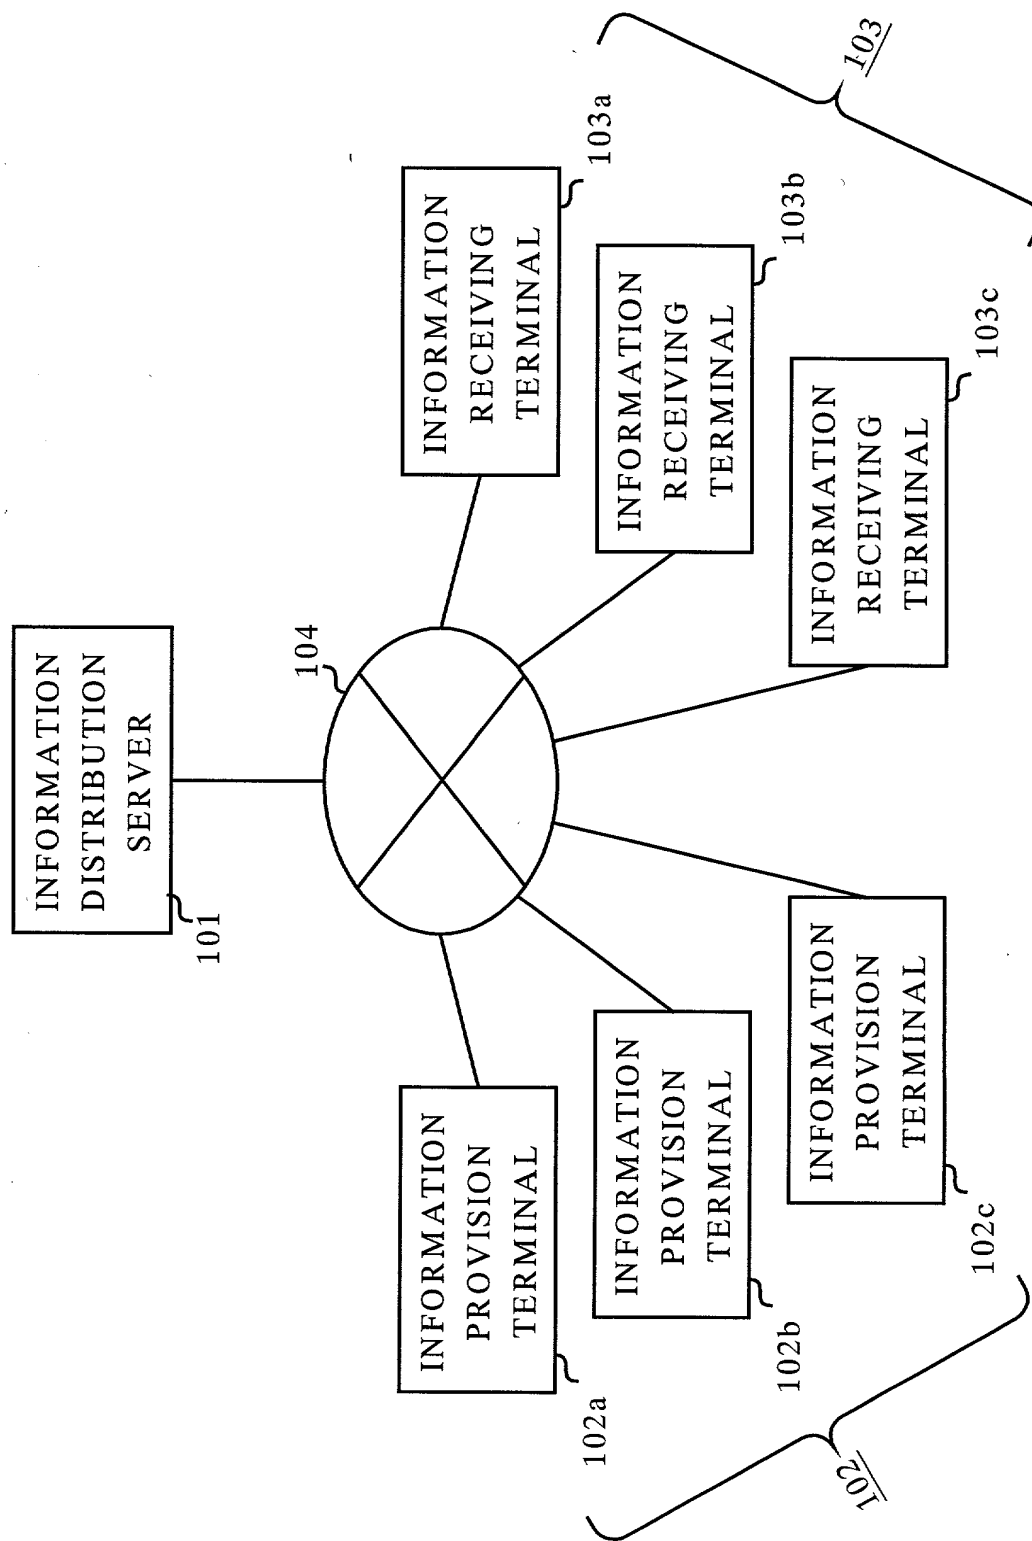 INFORMATION
DISTRIBUTION
SERVER
101
104
INFORMATION
PROVISION
TERMINAL
102a
INFORMATION
PROVISION
TERMINAL
102b
INFORMATION
PROVISION
TERMINAL
102c
102
INFORMATION
RECEIVING
TERMINAL
103a
INFORMATION
RECEIVING
TERMINAL
103b
INFORMATION
RECEIVING
TERMINAL
103c
103